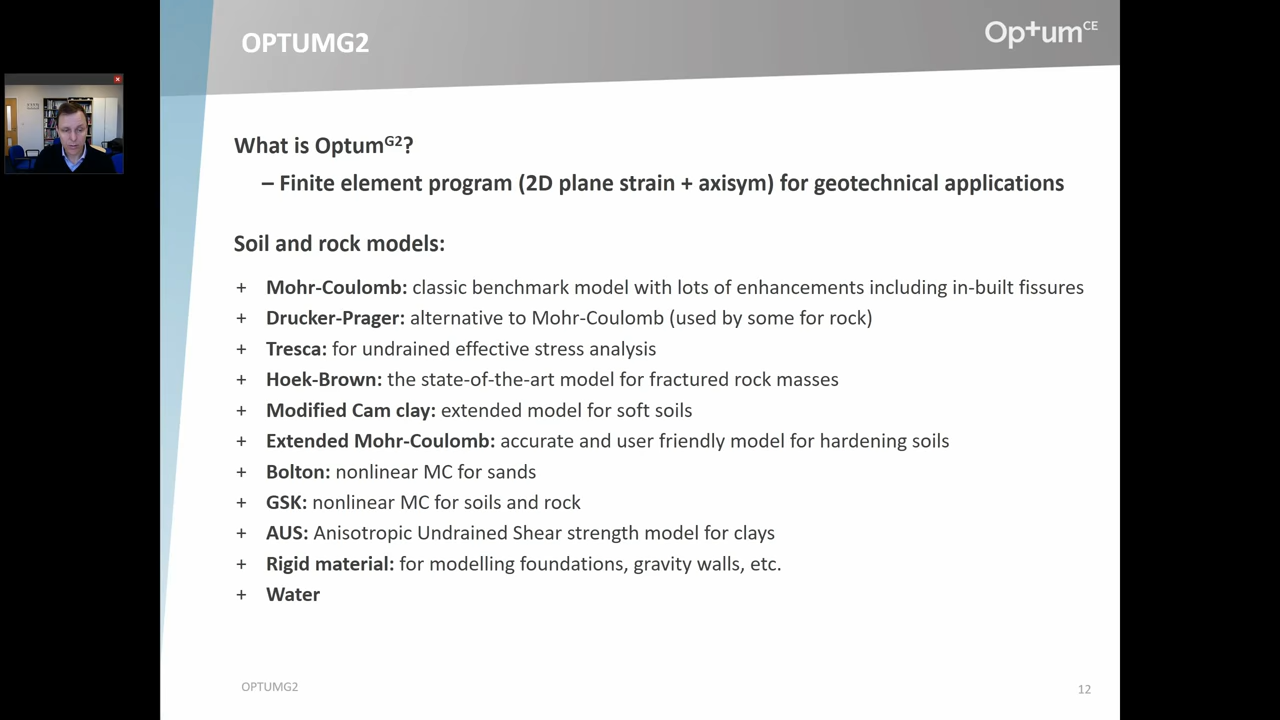 OPTUMG2
Optum CE
What is OptumG2?
– Finite element program (2D plane strain + axisym) for geotechnical applications
Soil and rock models:
+ Mohr-Coulomb: classic benchmark model with lots of enhancements including in-built fissures
+ Drucker-Prager: alternative to Mohr-Coulomb (used by some for rock)
+ Tresca: for undrained effective stress analysis
+ Hoek-Brown: the state-of-the-art model for fractured rock masses
+ Modified Cam clay: extended model for soft soils
+ Extended Mohr-Coulomb: accurate and user friendly model for hardening soils
+ Bolton: nonlinear MC for sands
+ GSK: nonlinear MC for soils and rock
+ AUS: Anisotropic Undrained Shear strength model for clays
+ Rigid material: for modelling foundations, gravity walls, etc.
+ Water
OPTUMG2
12